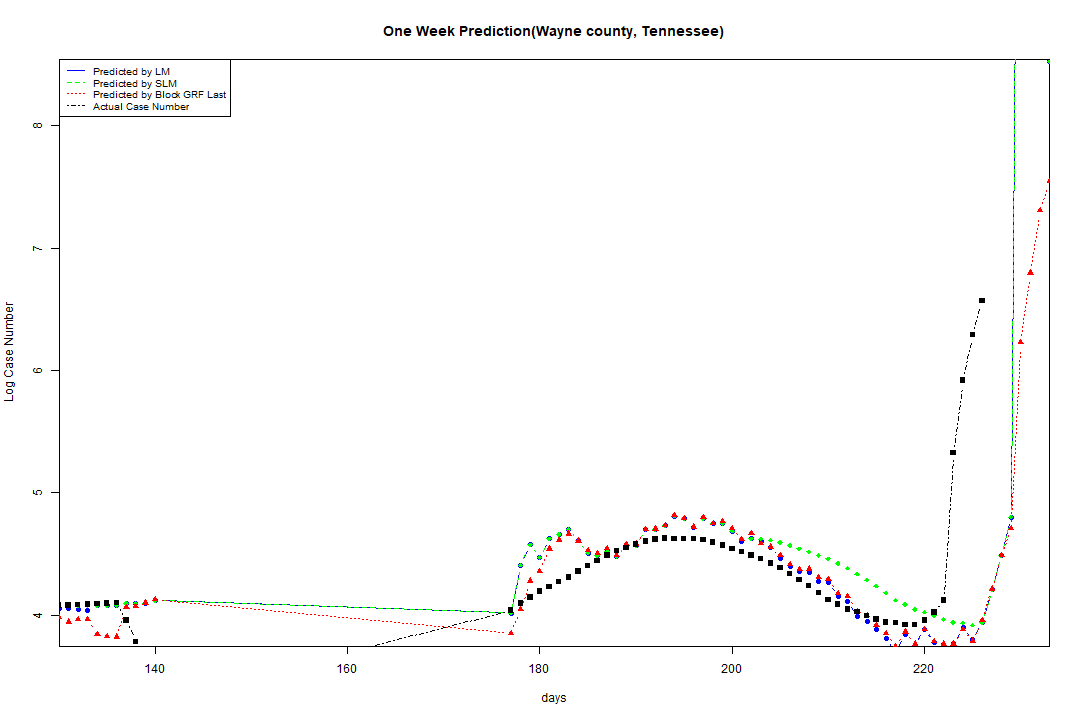 One Week Prediction(Wayne county, Tennessee)
Predicted by LM
Predicted by SLM
Predicted by Block GRF Last
Actual Case Number
8
7
6
5
4
Log Case Number
140 160 180 200 220
days